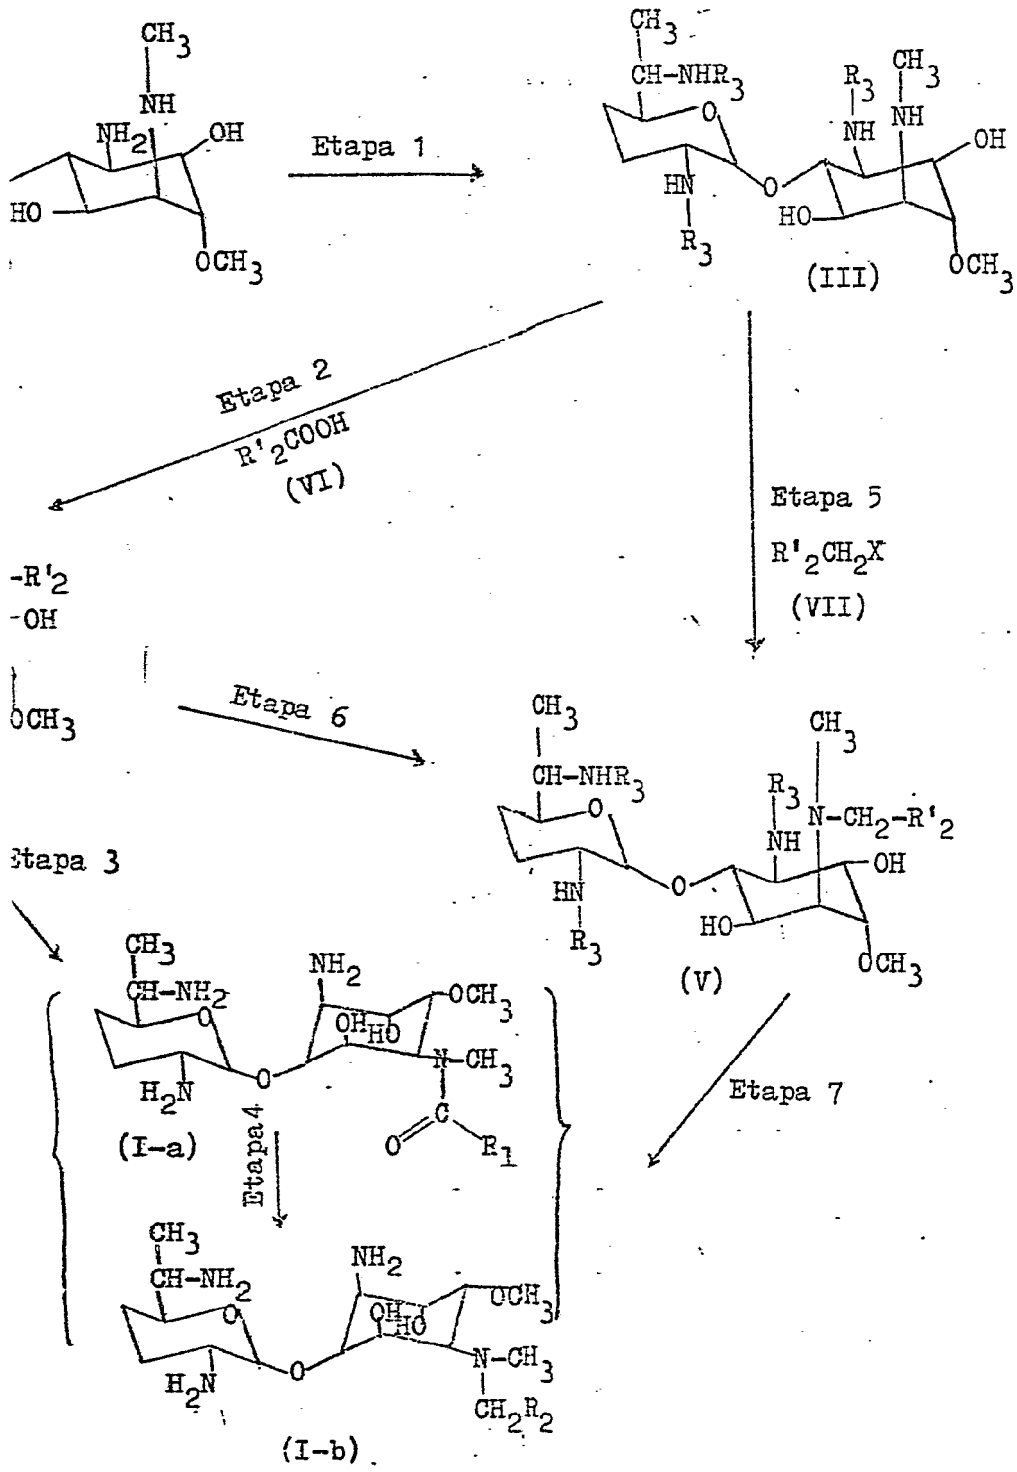 CH3
NH
NH2
OH
HO
OCH3
Etapa 1
CH3
CH-NHR3
O
HN
R3
O
R3
NH
CH3
NH
OH
HO
OCH3
(III)
Etapa 2
R'2COOH
(VI)
Etapa 5
R'2CH2X
(VII)
-R'2
-OH
OCH3
Etapa 6
CH3
CH-NHR3
O
HN
R3
O
R3
NH
CH3
N-CH2-R'2
OH
HO
OCH3
(V)
Etapa 3
CH3
CH-NH2
O
H2N
O
NH2
OCH3
OH
HO
N-CH3
C
O
R1
(I-a)
Etapa4
Etapa 7
CH3
CH-NH2
O
H2N
O
NH2
OCH3
OH
HO
N-CH3
CH2R2
(I-b)